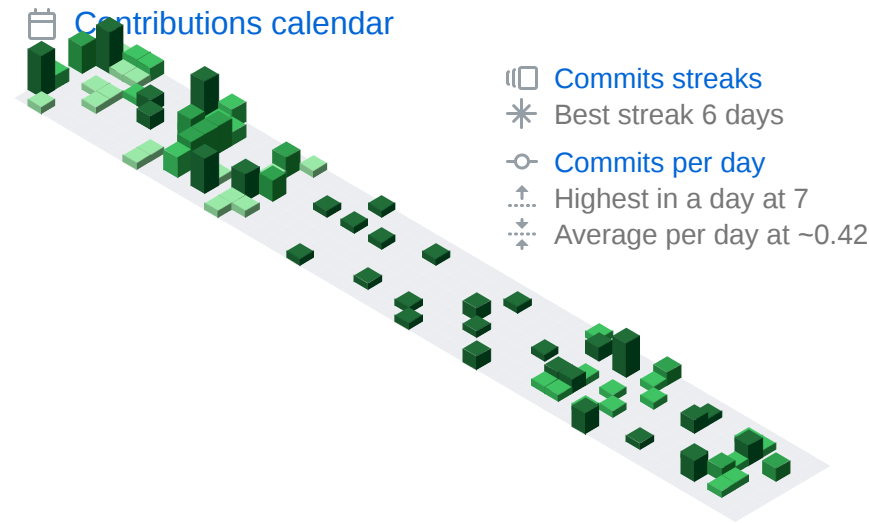 Contributions calendar
Commits streaks
Best streak 6 days
Commits per day
Highest in a day at 7
Average per day at ~0.42